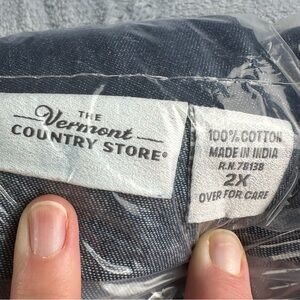 THE
Vermont
COUNTRY STORE®
100% COTTON
MADE IN INDIA
R.N. 78138
2X
OVER FOR CARE